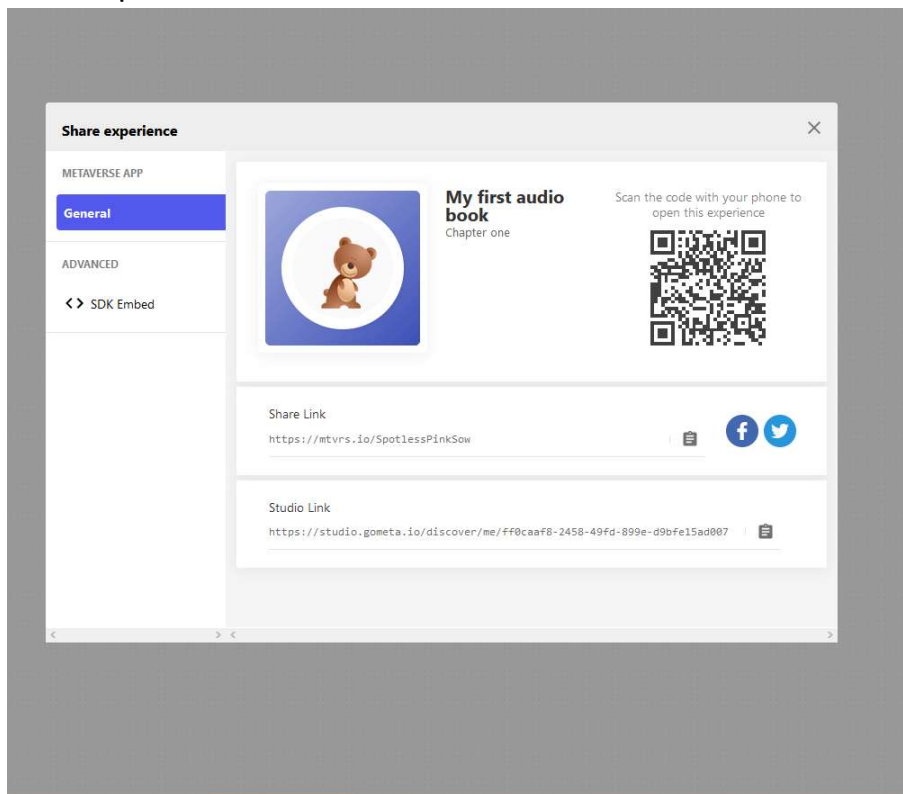 Share experience
METAVERSE APP
General
ADVANCED
SDK Embed
My first audio
book
Chapter one
Scan the code with your phone to
open this experience
Share Link
https://mtvrs.io/SpotlessPinkSow
Studio Link
https://studio.gometa.io/discover/me/ff0caaf8-2458-49fd-899e-d9bfe15ad007